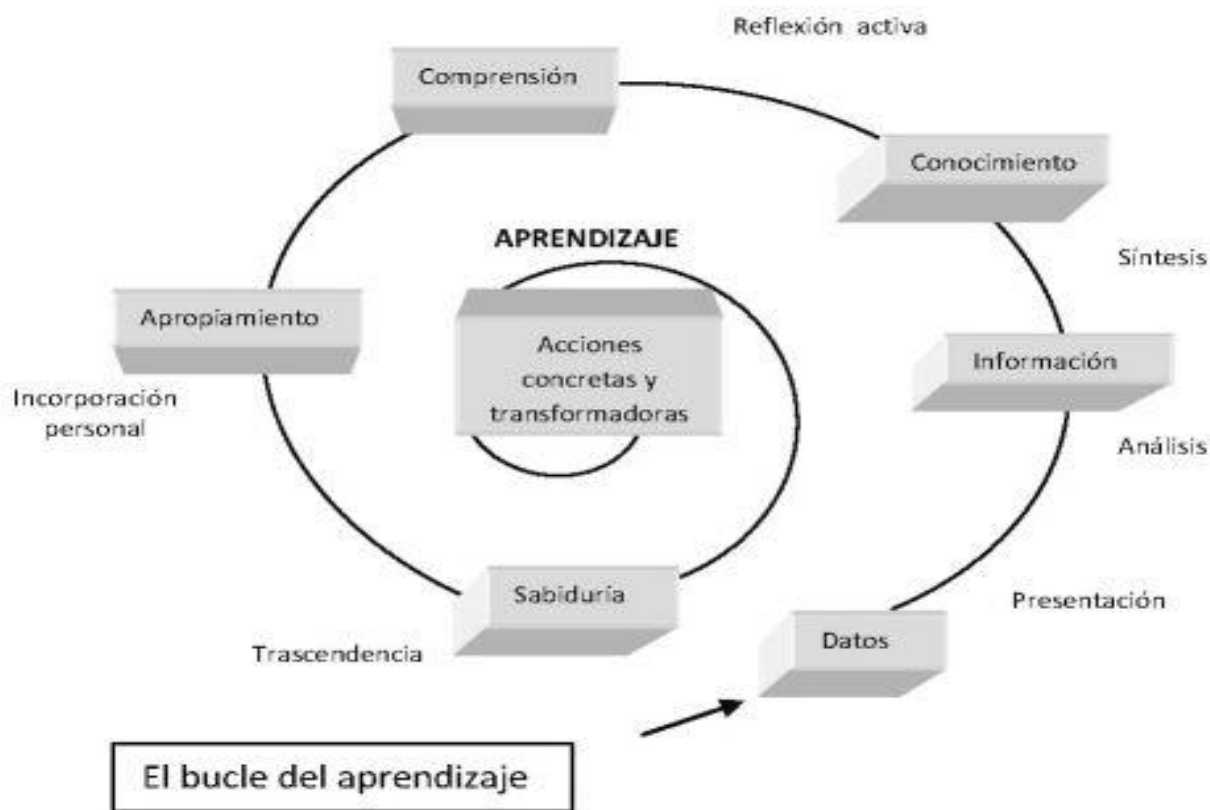 Reflexión activa
Comprensión
Conocimiento
APRENDIZAJE
Síntesis
Apropiamiento
Acciones
concretas y
transformadoras
Información
Incorporación
personal
Análisis
Sabiduría
Presentación
Datos
Trascendencia
El bucle del aprendizaje